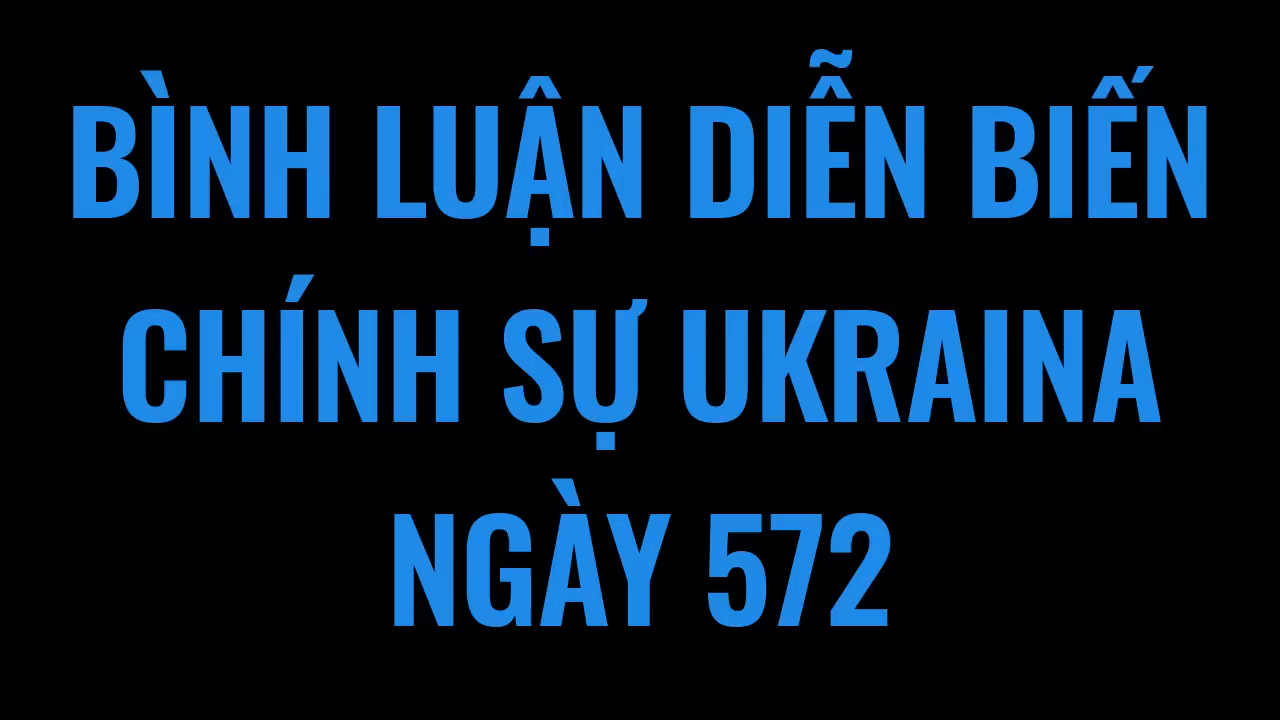 BÌNH LUẬN DIỄN BIẾN
CHÍNH SỰ UKRAINA
NGÀY 572